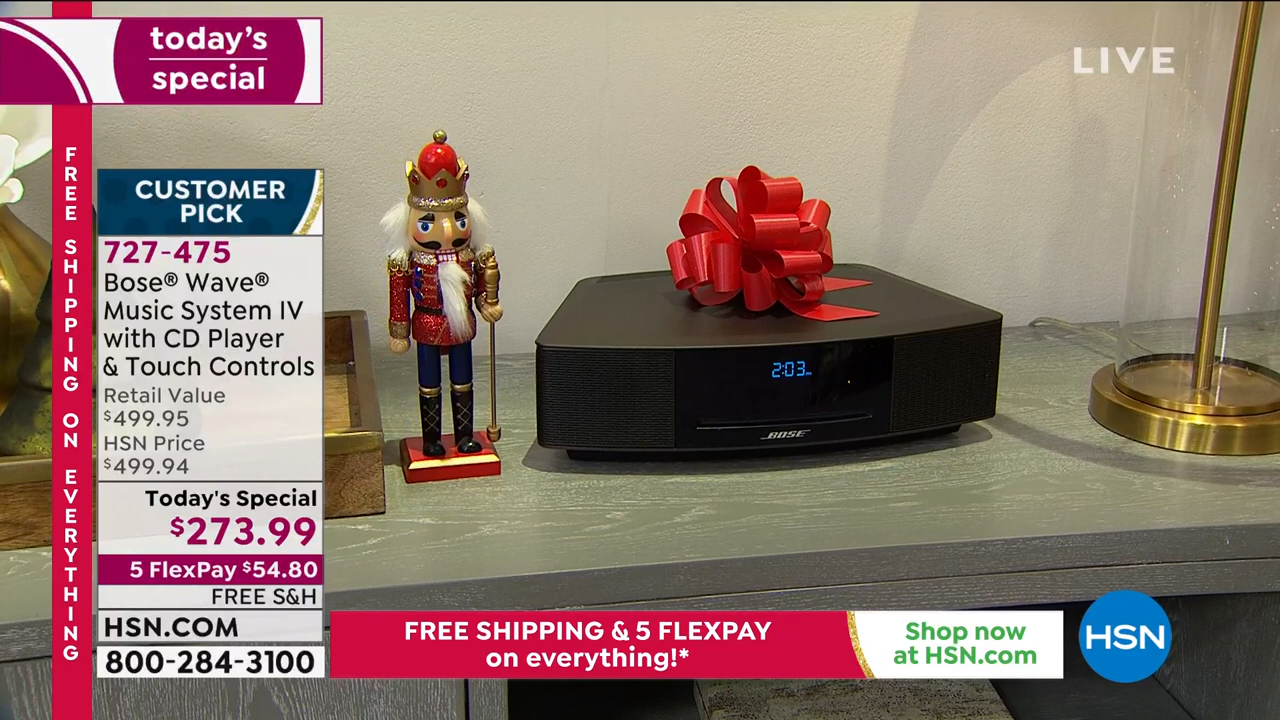 today's
special
LIVE
FREE SHIPPING ON EVERYTHING
CUSTOMER
PICK
727-475
Bose® Wave®
Music System IV
with CD Player
& Touch Controls
Retail Value
$499.95
HSN Price
$499.94
Today's Special
$273.99
5 FlexPay $54.80
FREE S&H
HSN.COM
800-284-3100
2:03
BOSE
FREE SHIPPING & 5 FLEXPAY
on everything!*
Shop now
at HSN.com
HSN